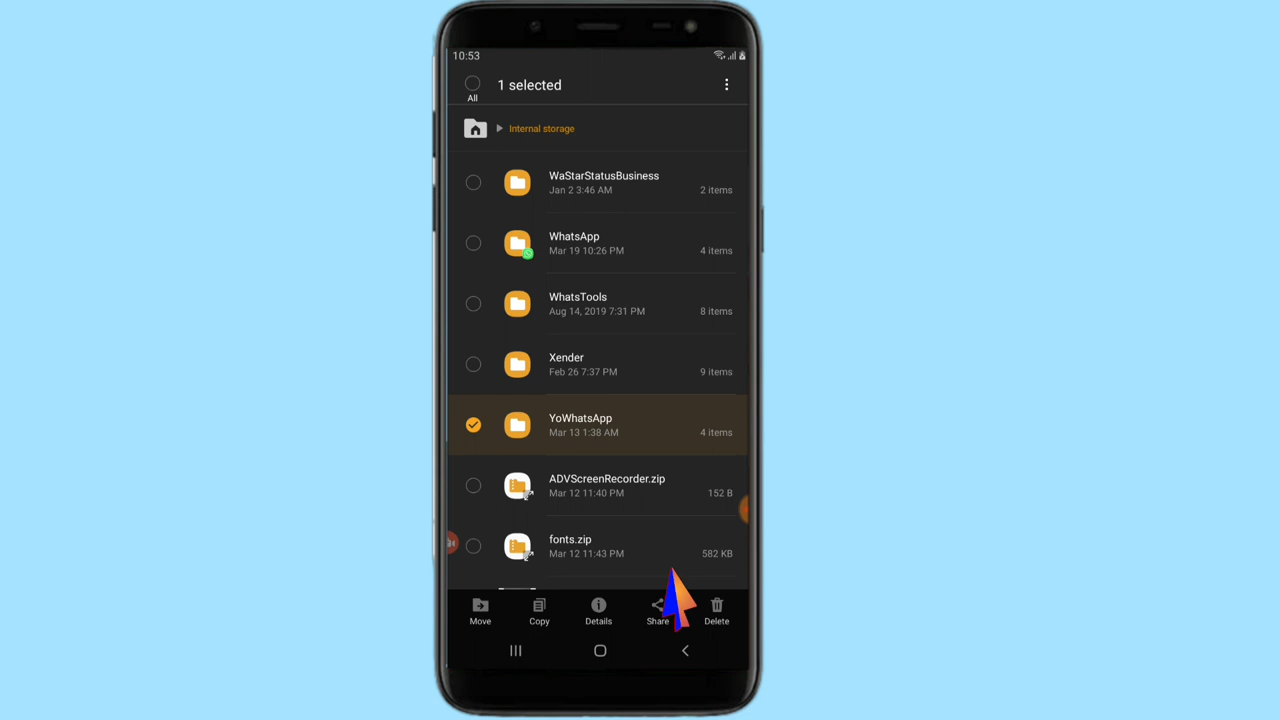 10:53
All
1 selected
Internal storage
WaStarStatusBusiness
Jan 2 3:46 AM
2 items
WhatsApp
Mar 19 10:26 PM
4 items
WhatsTools
Aug 14, 2019 7:31 PM
8 items
Xender
Feb 26 7:37 PM
9 items
YoWhatsApp
Mar 13 1:38 AM
4 items
ADVScreenRecorder.zip
Mar 12 11:40 PM
152 B
fonts.zip
Mar 12 11:43 PM
582 KB
Move
Copy
Details
Share
Delete